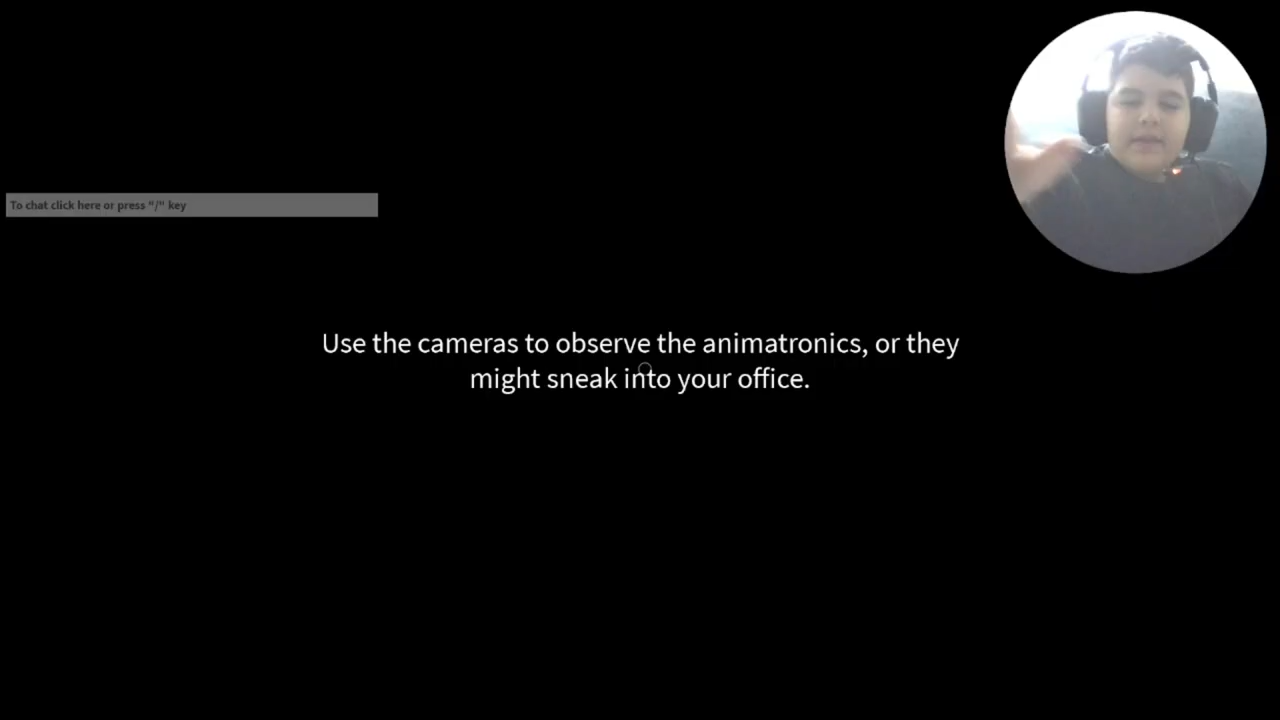 To chat click here or press "/" key
Use the cameras to observe the animatronics, or they
might sneak into your office.